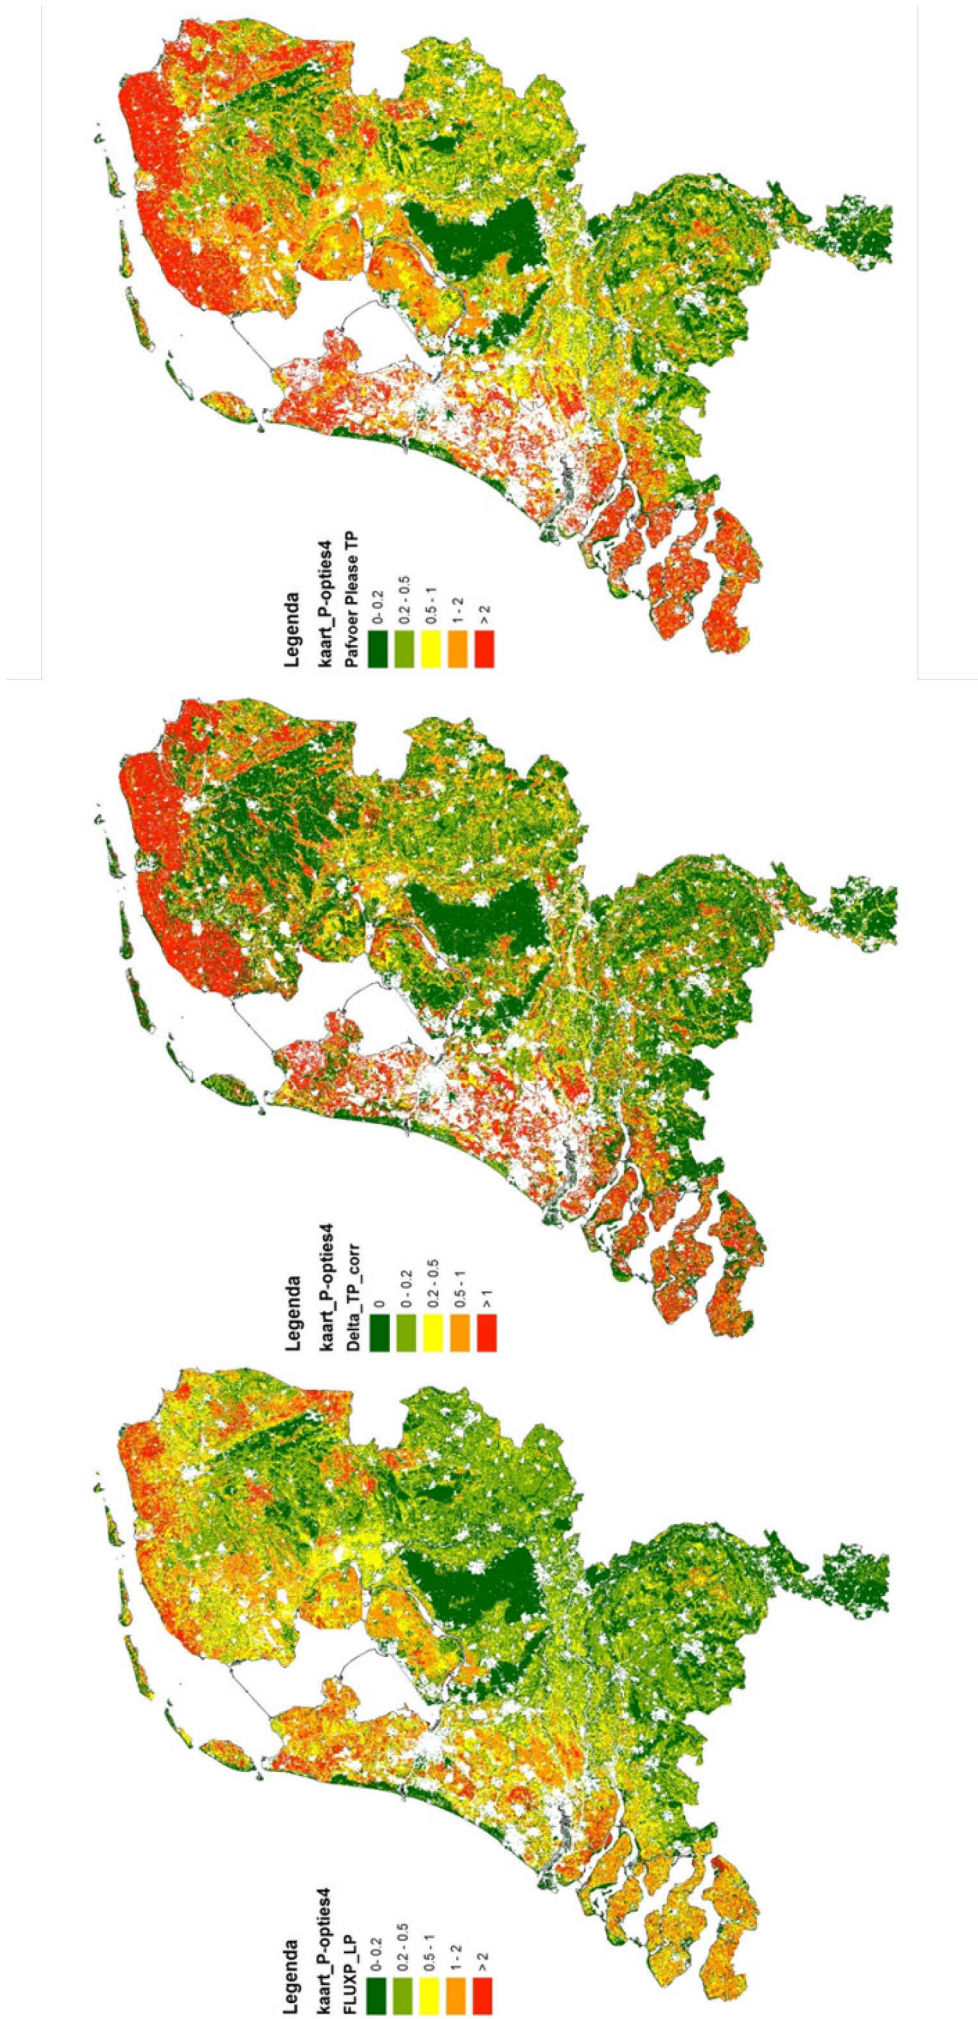 Legenda
kaart_P-opties4
Pafvoer Please TP
0-0.2
0.2 - 0.5
0.5 - 1
1 - 2
> 2
Legenda
kaart_P-opties4
Delta_TP_corr
0
0 - 0.2
0.2 - 0.5
0.5 - 1
> 1
Legenda
kaart_P-opties4
FLUXP_LP
0-0.2
0.2 - 0.5
0.5 - 1
1 - 2
> 2